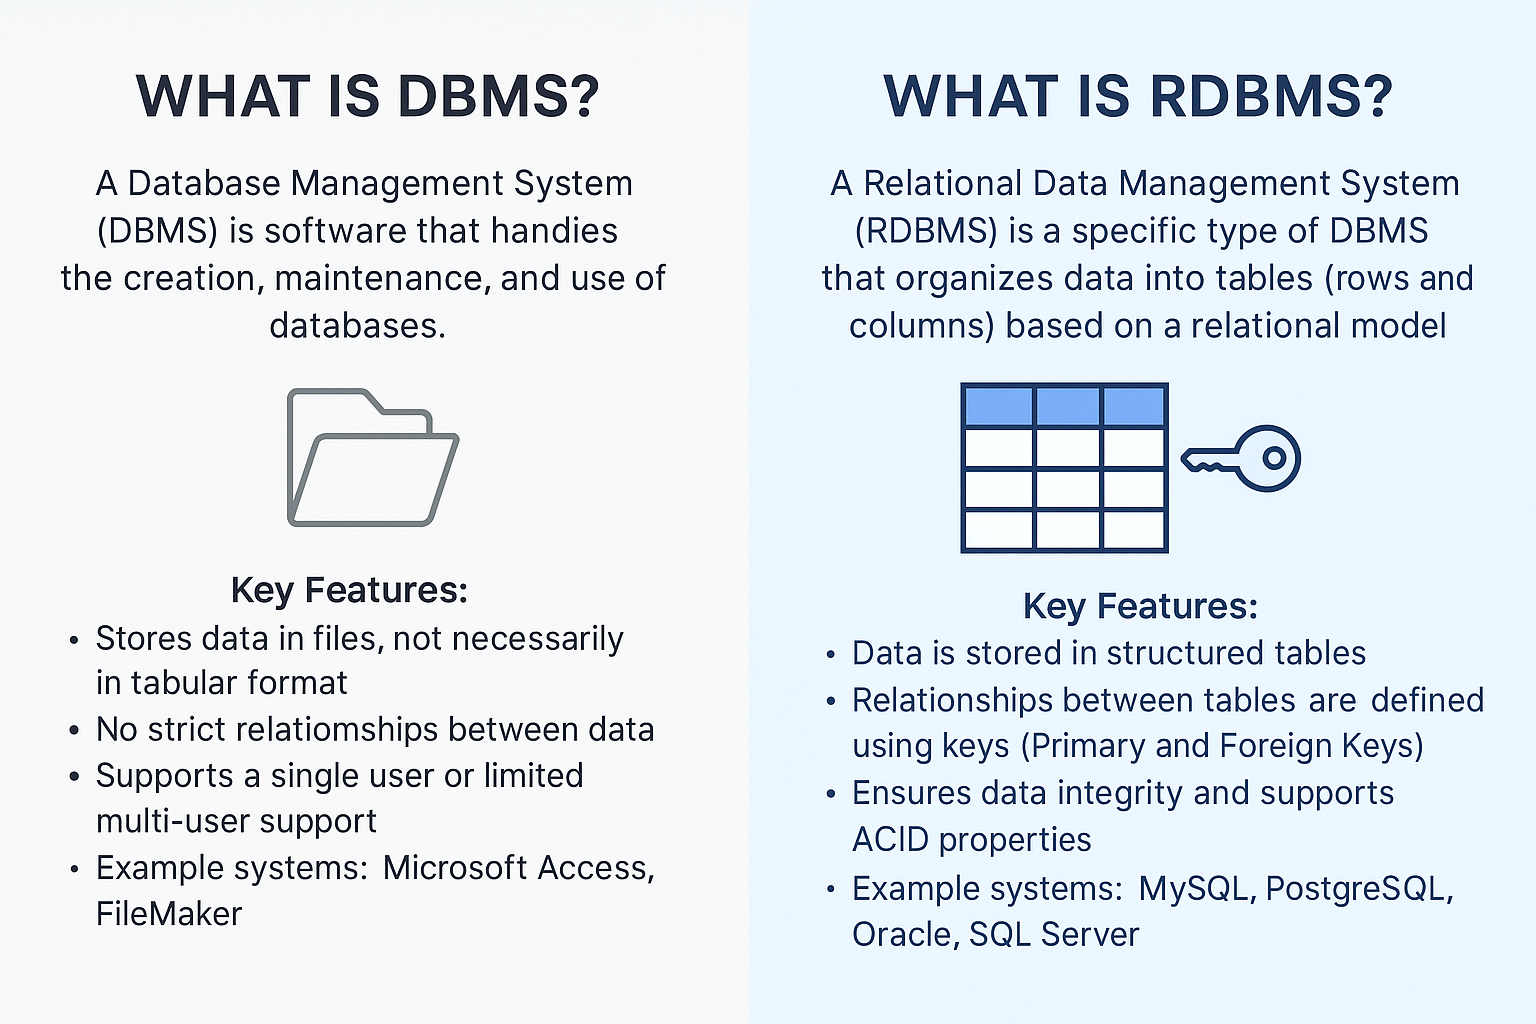 WHAT IS DBMS?
A Database Management System
(DBMS) is software that handies
the creation, maintenance, and use of
databases.
Key Features:
• Stores data in files, not necessarily
in tabular format
• No strict relatiomships between data
• Supports a single user or limited
multi-user support
• Example systems: Microsoft Access,
FileMaker
WHAT IS RDBMS?
A Relational Data Management System
(RDBMS) is a specific type of DBMS
that organizes data into tables (rows and
columns) based on a relational model
Key Features:
• Data is stored in structured tables
• Relationships between tables are defined
using keys (Primary and Foreign Keys)
• Ensures data integrity and supports
ACID properties
• Example systems: MySQL, PostgreSQL,
Oracle, SQL Server